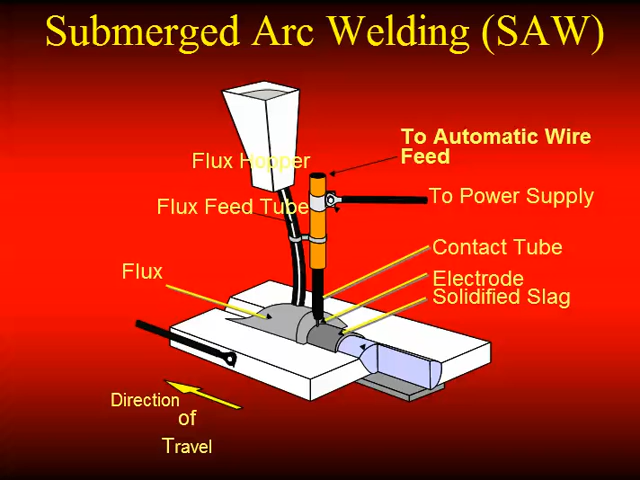 Submerged Arc Welding (SAW)
To Automatic Wire
Feed
Flux Hopper
To Power Supply
Flux Feed Tube
Contact Tube
Flux
Electrode
Solidified Slag
Direction
of
Travel